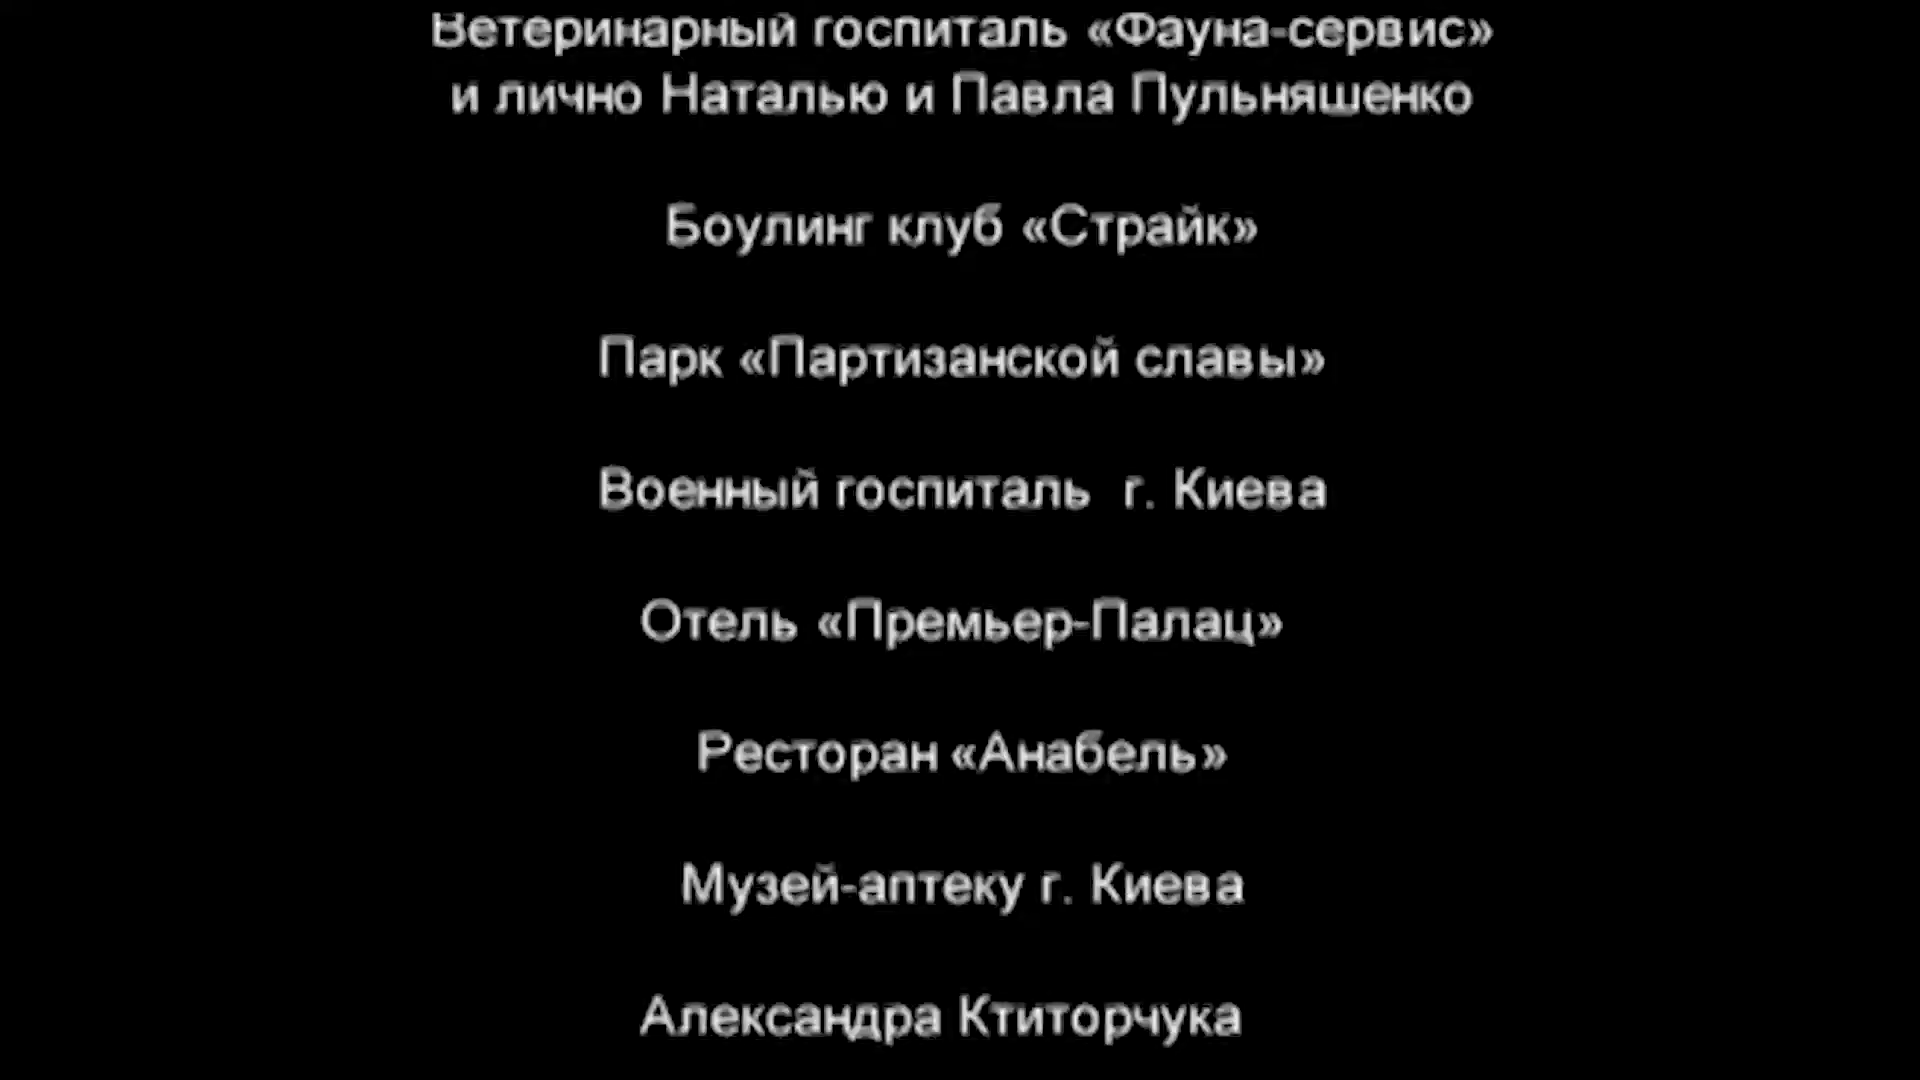 Ветеринарный госпиталь «Фауна-сервис»
и лично Наталью и Павла Пульняшенко
Боулинг клуб «Страйк»
Парк «Партизанской славы»
Военный госпиталь г. Киева
Отель «Премьер-Палац»
Ресторан «Анабель»
Музей-аптеку г. Киева
Александра Ктиторчука